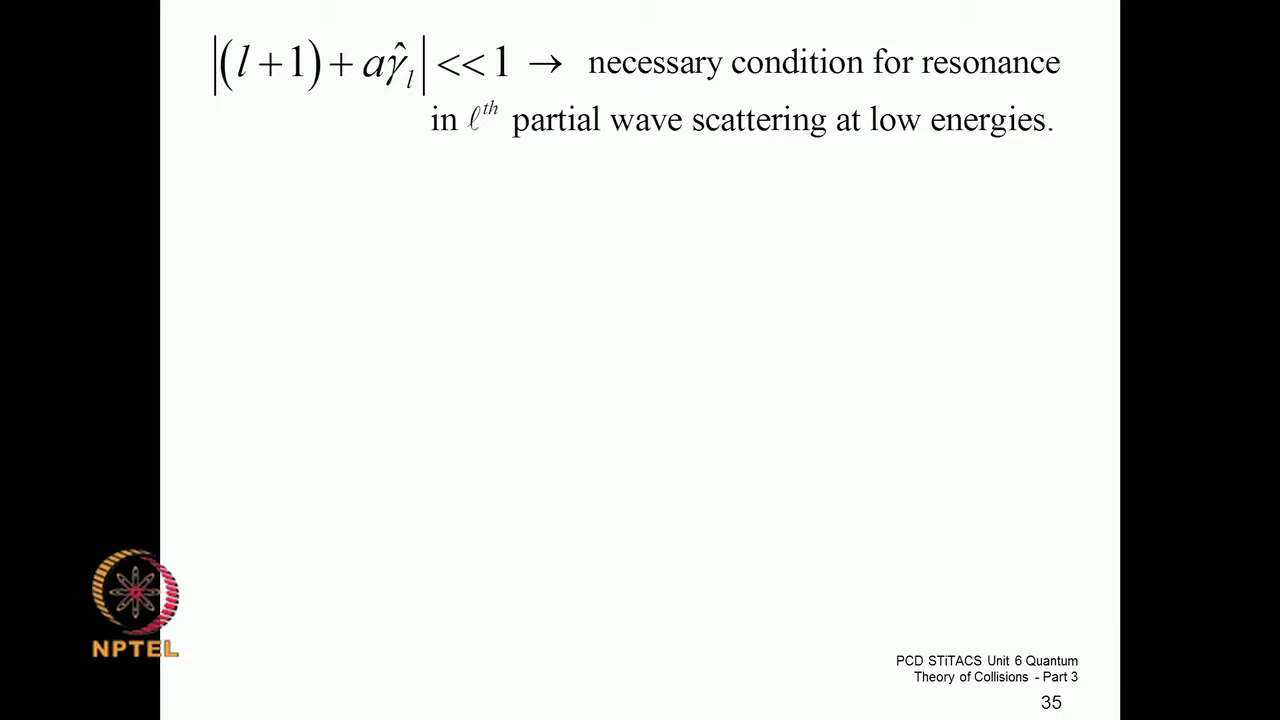 |(l+1)+aγ̂_l| << 1 → necessary condition for resonance
in ℓ^th partial wave scattering at low energies.
NPTEL
PCD STiTACS Unit 6 Quantum
Theory of Collisions - Part 3
35